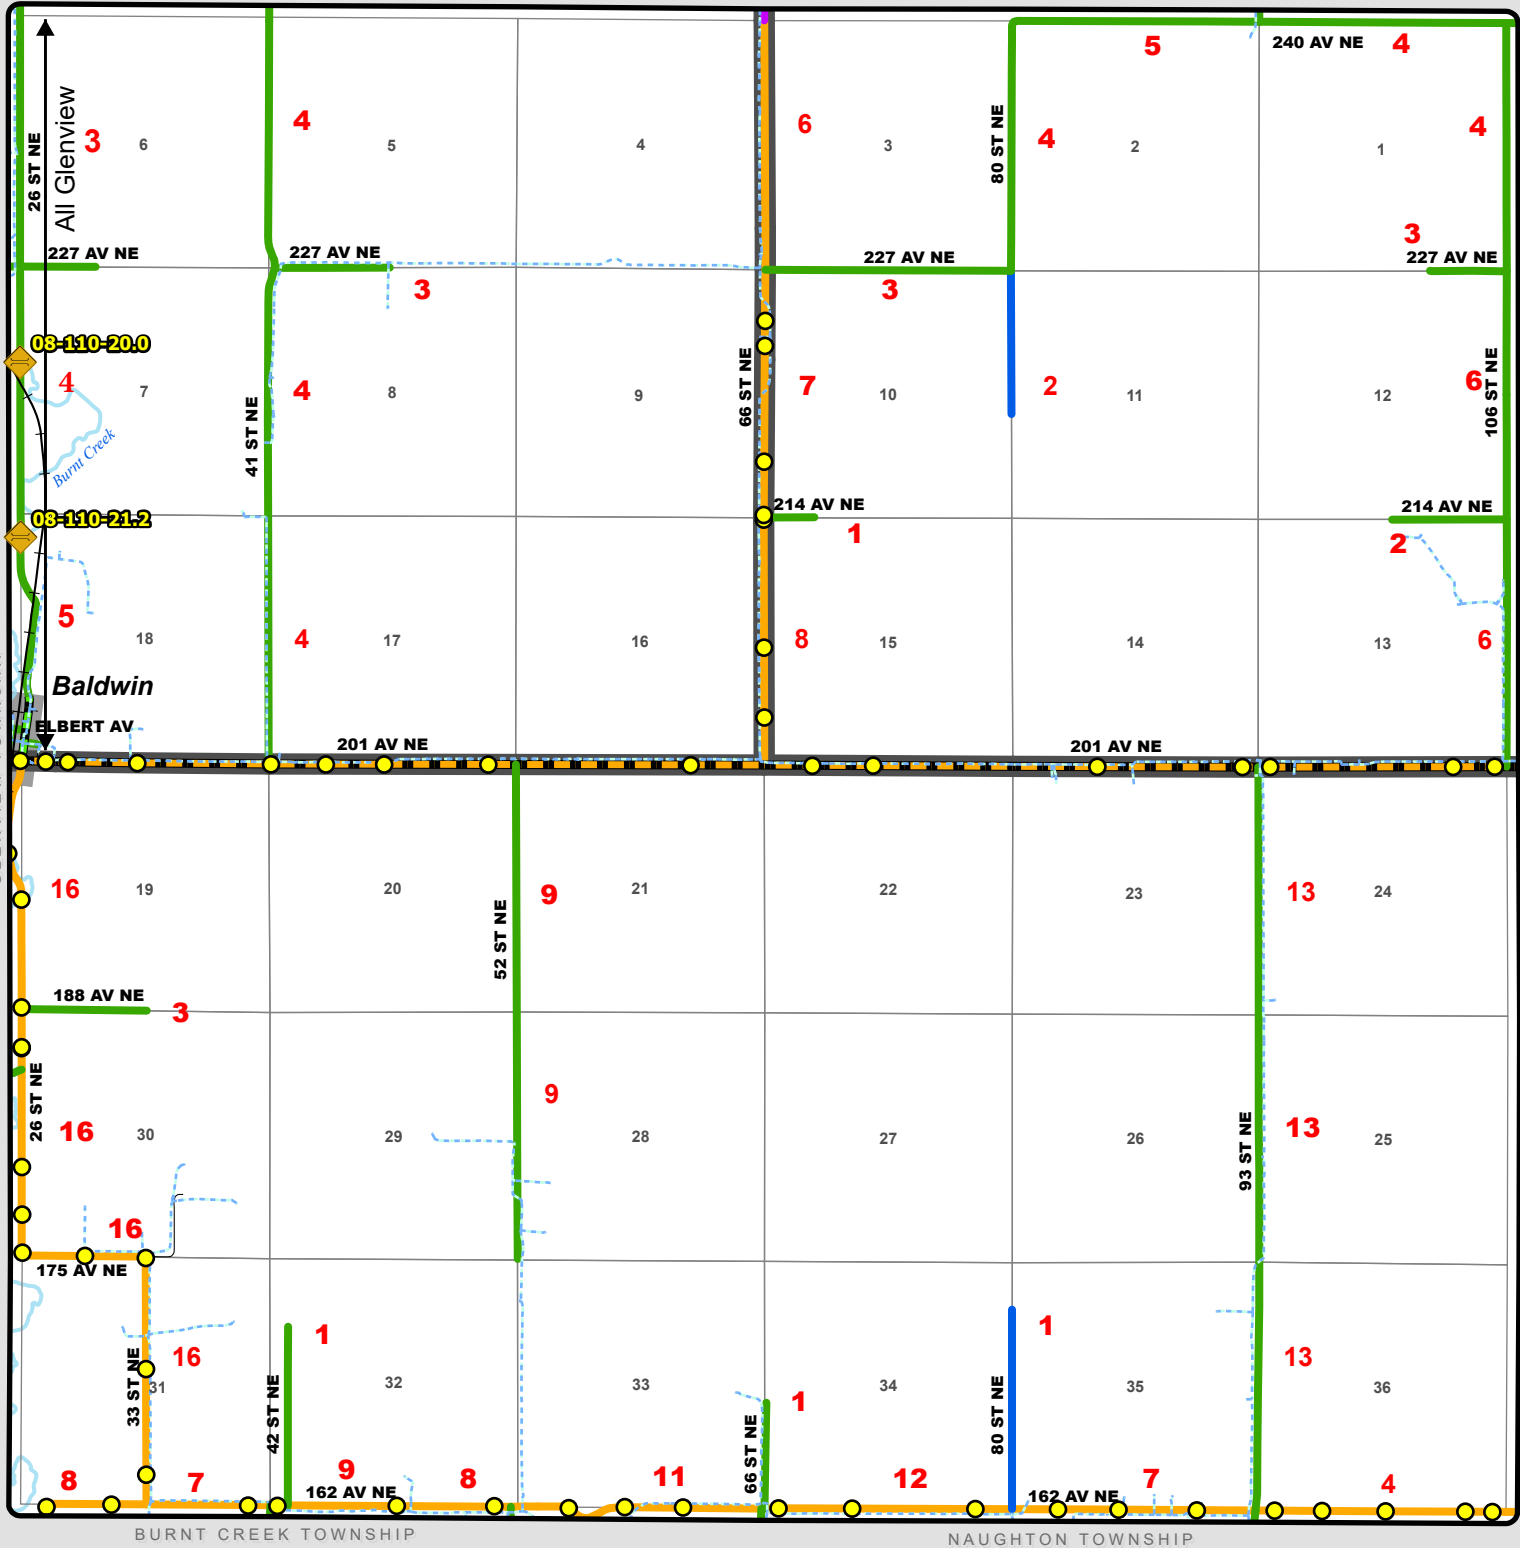 5
240 AV NE
4
26 ST NE
All Glenview
3
6
4
5
4
6
3
80 ST NE
4
2
1
4
227 AV NE
227 AV NE
227 AV NE
3
227 AV NE
3
3
08-110-20.0
4
7
41 ST NE
4
8
9
66 ST NE
7
10
2
11
12
6
106 ST NE
Burnt Creek
08-110-21.2
214 AV NE
1
214 AV NE
2
5
18
4
17
16
8
15
14
13
6
Baldwin
ELBERT AV
201 AV NE
201 AV NE
16
19
20
52 ST NE
9
21
22
23
13
24
188 AV NE
3
26 ST NE
16
30
29
9
28
27
26
93 ST NE
13
25
16
175 AV NE
33 ST NE
16
31
42 ST NE
1
32
33
66 ST NE
1
34
80 ST NE
1
35
13
36
8
7
9
162 AV NE
8
11
12
162 AV NE
7
4
BURNT CREEK TOWNSHIP
NAUGHTON TOWNSHIP